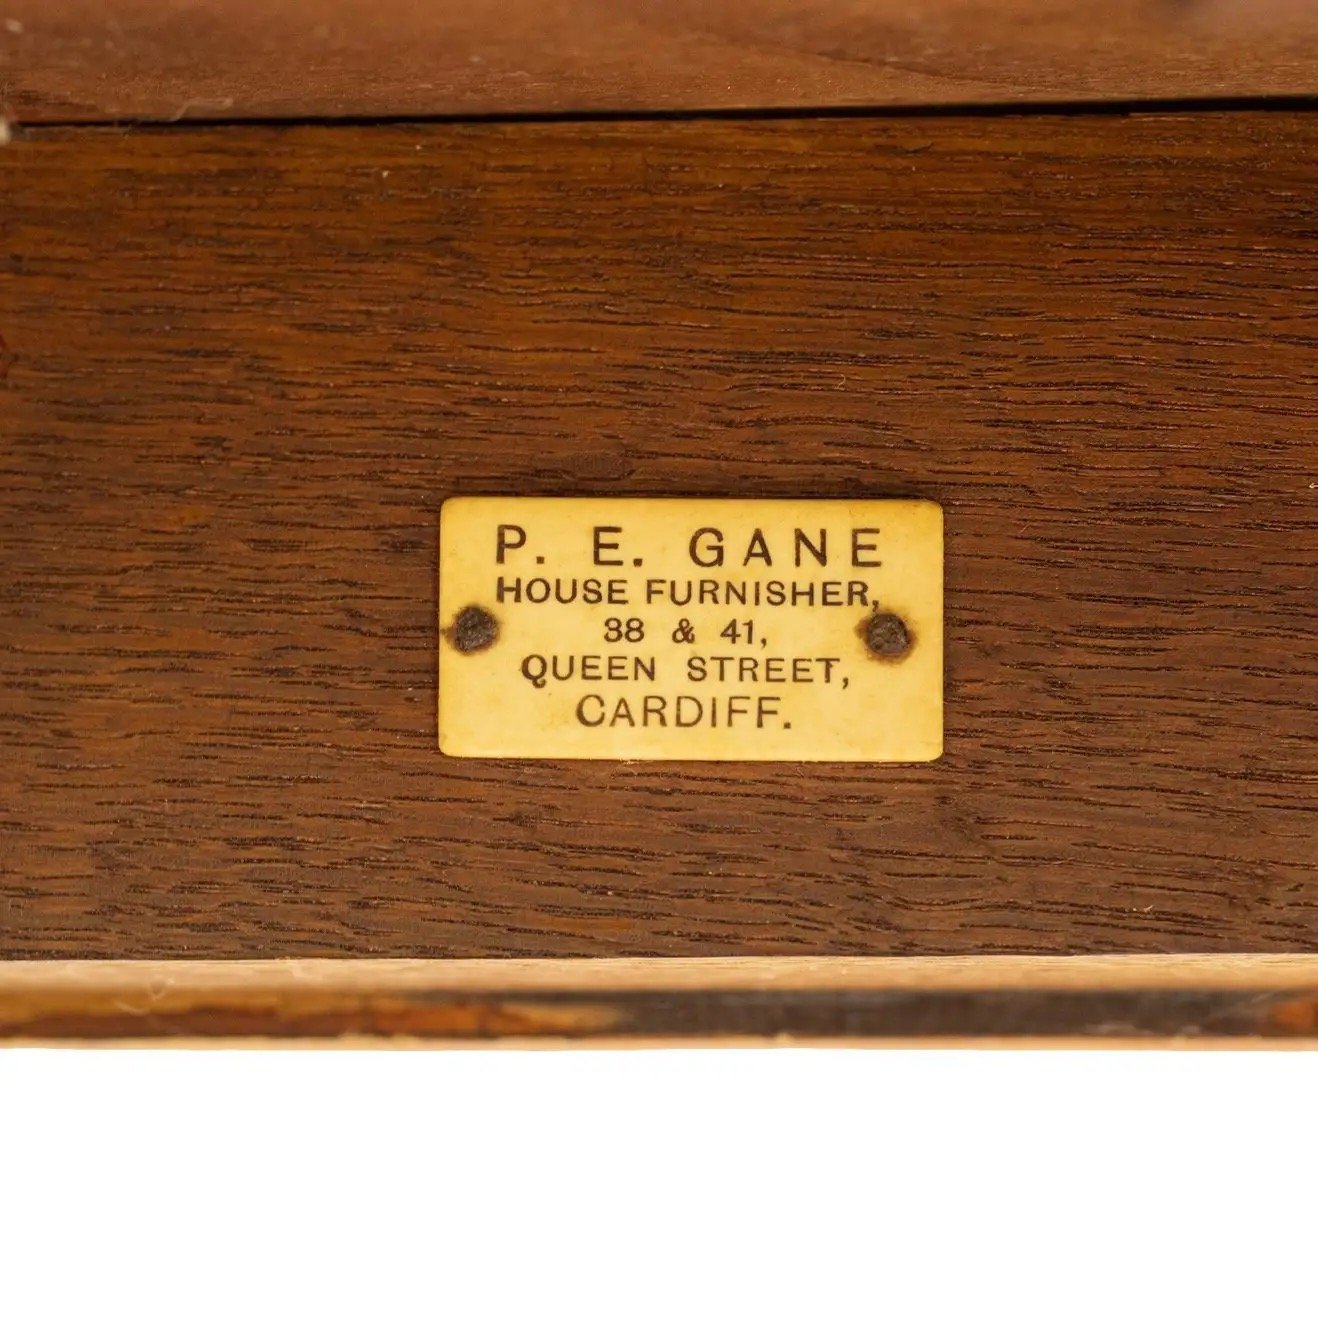 P. E. GANE
HOUSE FURNISHER,
38 & 41,
QUEEN STREET,
CARDIFF.